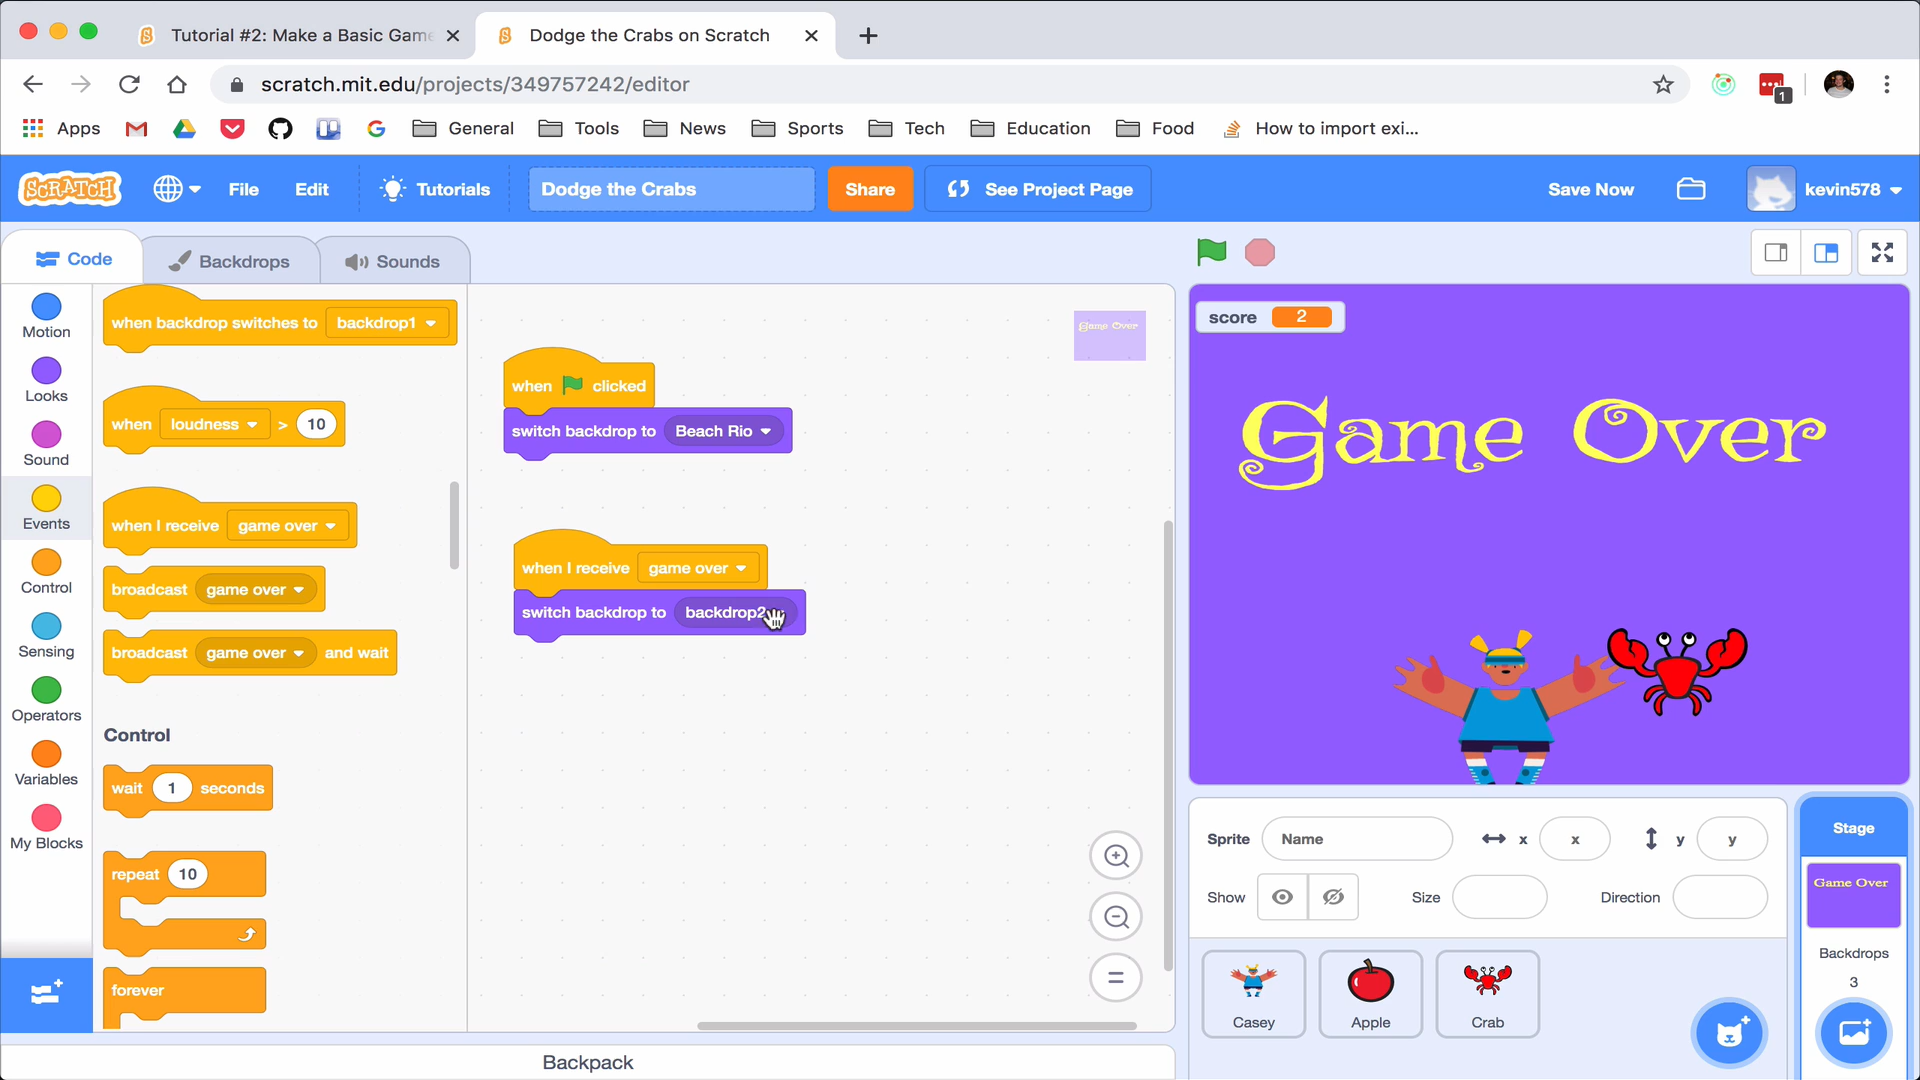 Tutorial #2: Make a Basic Game
Dodge the Crabs on Scratch
scratch.mit.edu/projects/349757242/editor
1
Apps
General
Tools
News
Sports
Tech
Education
Food
How to import exi...
SCRATCH
File
Edit
Tutorials
Dodge the Crabs
Share
See Project Page
Save Now
kevin578
Code
Backdrops
Sounds
Motion
Looks
Sound
Events
Control
Sensing
Operators
Variables
My Blocks
when backdrop switches to backdrop1
when loudness > 10
when I receive game over
broadcast game over
broadcast game over and wait
Control
wait 1 seconds
repeat 10
forever
when clicked
switch backdrop to Beach Rio
when I receive game over
switch backdrop to backdrop2
Game Over
score 2
Game Over
Sprite Name x x y y
Show Size Direction
Casey
Apple
Crab
Stage
Game Over
Backdrops
3
Backpack